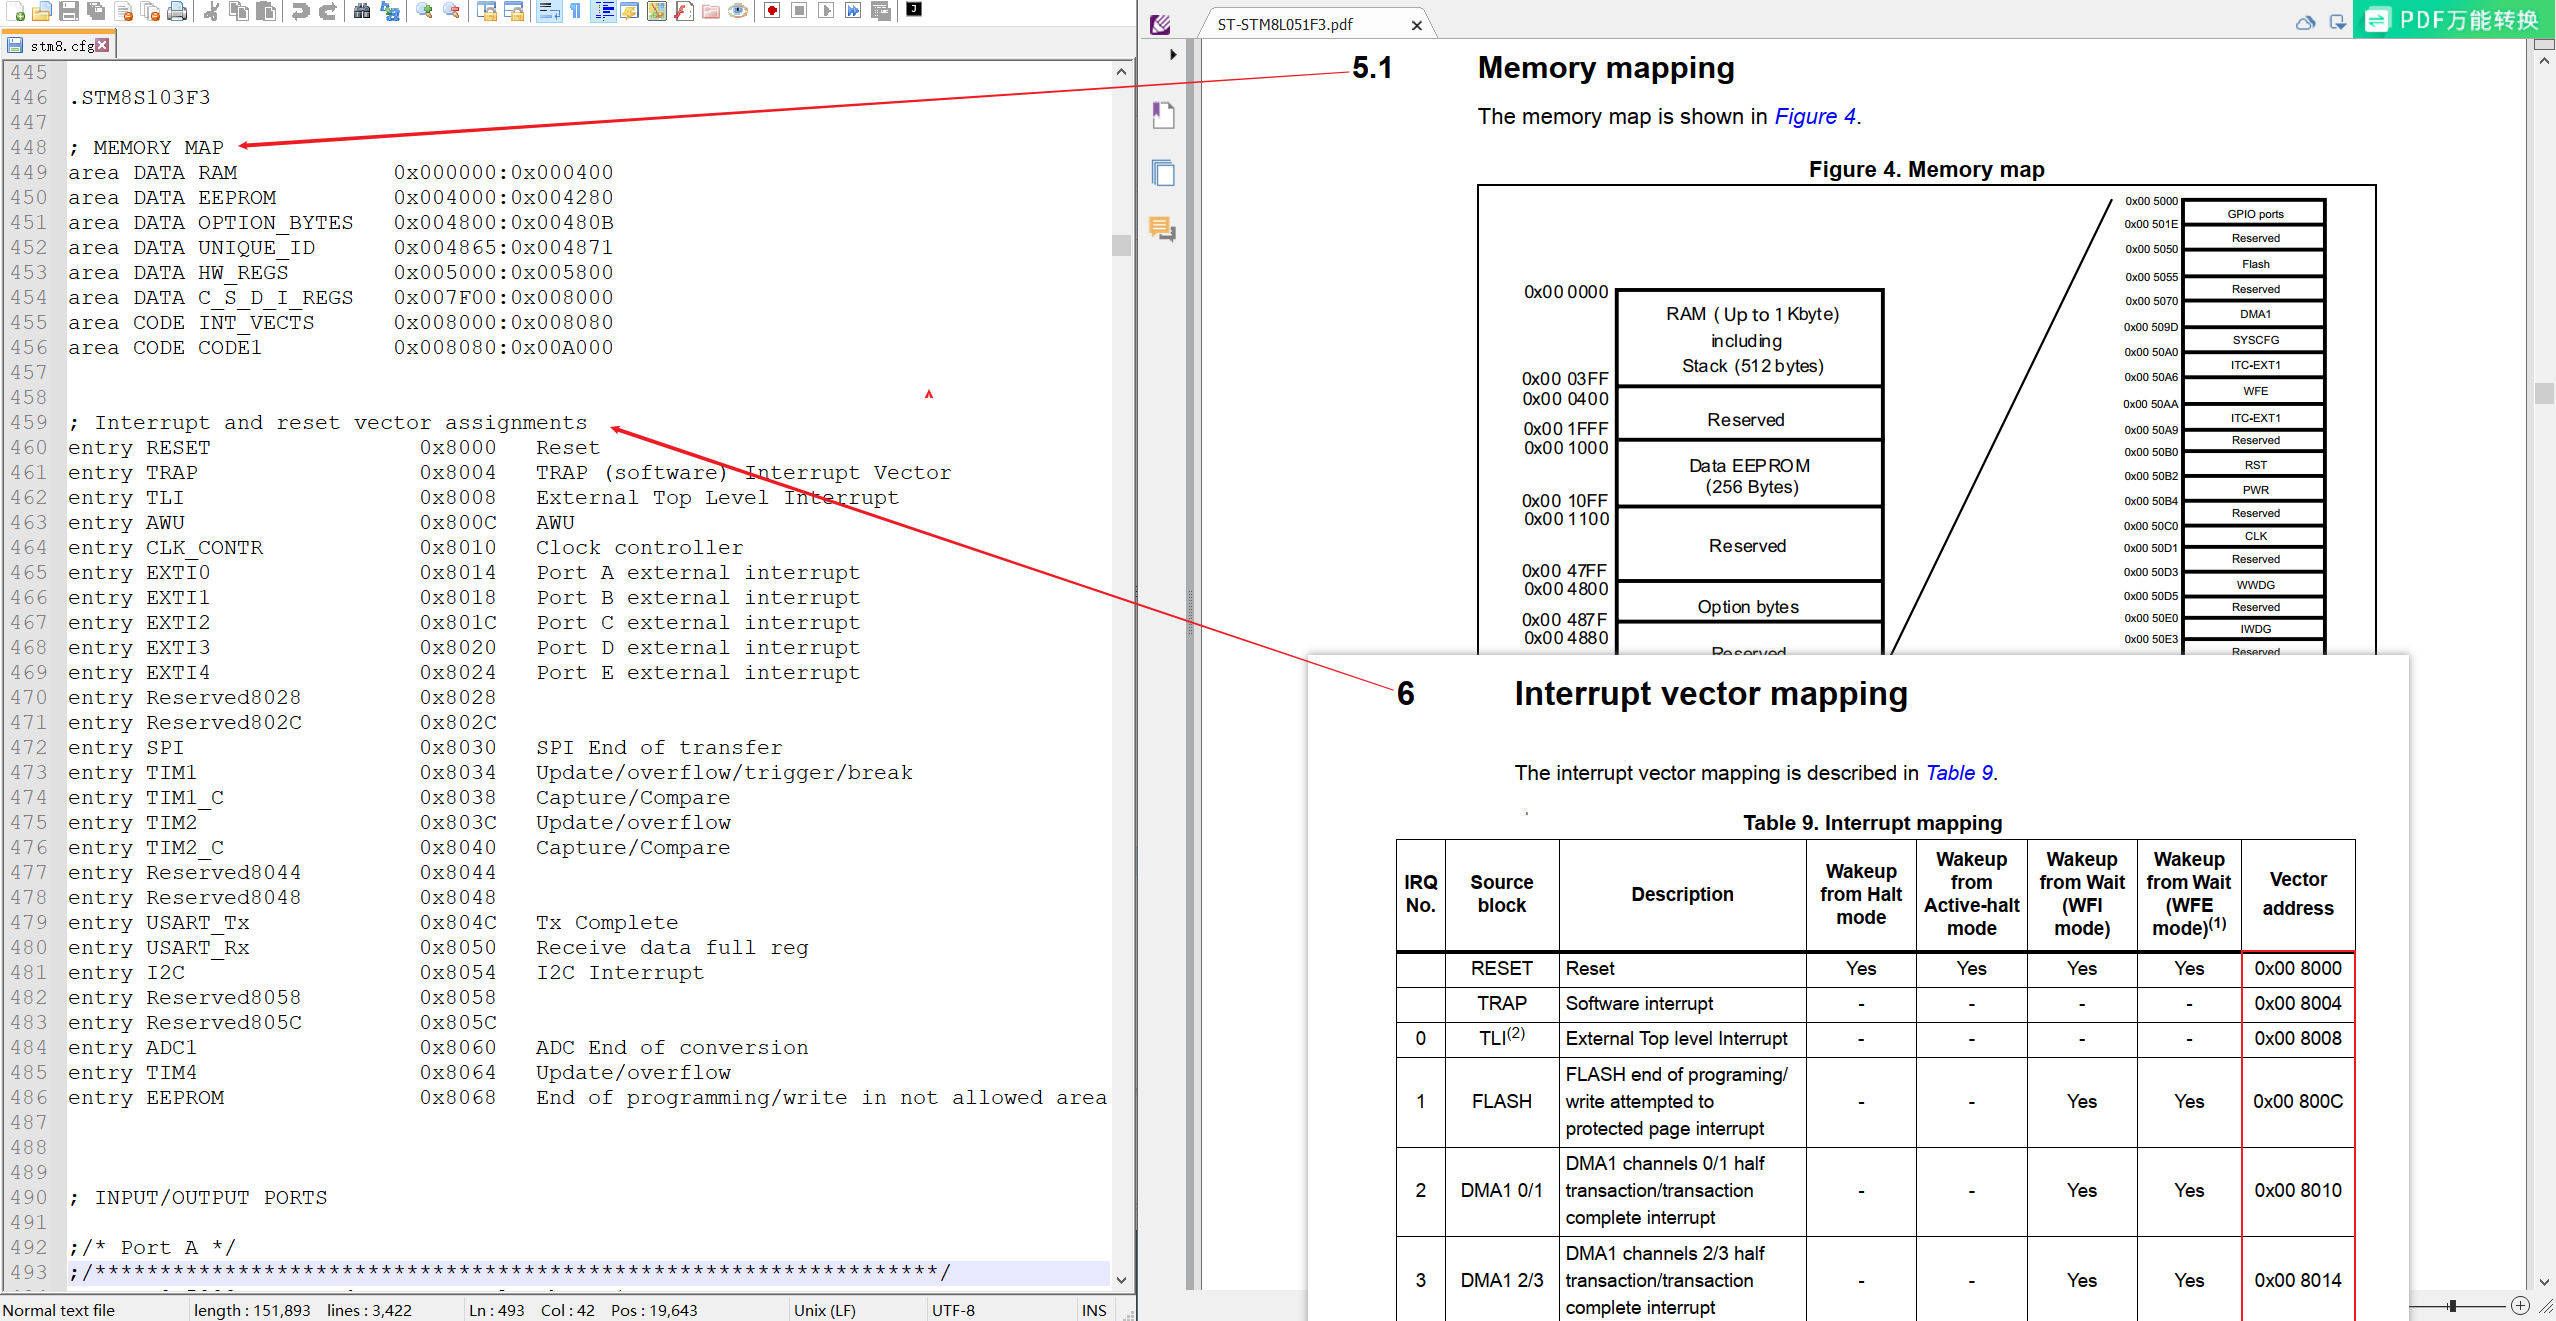 stm8.cfg
445
446 .STM8S103F3
447
448 ; MEMORY MAP
449 area DATA RAM 0x000000:0x000400
450 area DATA EEPROM 0x004000:0x004280
451 area DATA OPTION_BYTES 0x004800:0x00480B
452 area DATA UNIQUE_ID 0x004865:0x004871
453 area DATA HW_REGS 0x005000:0x005800
454 area DATA C_S_D_I_REGS 0x007F00:0x008000
455 area CODE INT_VECTS 0x008000:0x008080
456 area CODE CODE1 0x008080:0x00A000
457
458
459 ; Interrupt and reset vector assignments
460 entry RESET 0x8000 Reset
461 entry TRAP 0x8004 TRAP (software) Interrupt Vector
462 entry TLI 0x8008 External Top Level Interrupt
463 entry AWU 0x800C AWU
464 entry CLK_CONTR 0x8010 Clock controller
465 entry EXTI0 0x8014 Port A external interrupt
466 entry EXTI1 0x8018 Port B external interrupt
467 entry EXTI2 0x801C Port C external interrupt
468 entry EXTI3 0x8020 Port D external interrupt
469 entry EXTI4 0x8024 Port E external interrupt
470 entry Reserved8028 0x8028
471 entry Reserved802C 0x802C
472 entry SPI 0x8030 SPI End of transfer
473 entry TIM1 0x8034 Update/overflow/trigger/break
474 entry TIM1_C 0x8038 Capture/Compare
475 entry TIM2 0x803C Update/overflow
476 entry TIM2_C 0x8040 Capture/Compare
477 entry Reserved8044 0x8044
478 entry Reserved8048 0x8048
479 entry USART_Tx 0x804C Tx Complete
480 entry USART_Rx 0x8050 Receive data full reg
481 entry I2C 0x8054 I2C Interrupt
482 entry Reserved8058 0x8058
483 entry Reserved805C 0x805C
484 entry ADC1 0x8060 ADC End of conversion
485 entry TIM4 0x8064 Update/overflow
486 entry EEPROM 0x8068 End of programming/write in not allowed area
487
488
489
490 ; INPUT/OUTPUT PORTS
491
492 ;/* Port A */
493 ;/*****************************************************************/
Normal text file length : 151,893 lines : 3,422 Ln : 493 Col : 42 Pos : 19,643 Unix (LF) UTF-8 INS
ST-STM8L051F3.pdf
PDF万能转换
5.1 Memory mapping
The memory map is shown in Figure 4.
Figure 4. Memory map
0x00 0000
RAM ( Up to 1 Kbyte)
including
Stack (512 bytes)
0x00 03FF
0x00 0400
Reserved
0x00 1FFF
0x00 1000
Data EEPROM
(256 Bytes)
0x00 10FF
0x00 1100
Reserved
0x00 47FF
0x00 4800
Option bytes
0x00 487F
0x00 4880
Reserved
0x00 5000
GPIO ports
0x00 501E
Reserved
0x00 5050
Flash
0x00 5055
Reserved
0x00 5070
DMA1
0x00 509D
SYSCFG
0x00 50A0
ITC-EXT1
0x00 50A6
WFE
0x00 50AA
ITC-EXT1
0x00 50A9
Reserved
0x00 50B0
RST
0x00 50B2
PWR
0x00 50B4
Reserved
0x00 50C0
CLK
0x00 50D1
Reserved
0x00 50D3
WWDG
0x00 50D5
Reserved
0x00 50E0
IWDG
0x00 50E3
Reserved
6 Interrupt vector mapping
The interrupt vector mapping is described in Table 9.
Table 9. Interrupt mapping
IRQ No. Source block Description Wakeup from Halt mode Wakeup from Active-halt mode Wakeup from Wait (WFI mode) Wakeup from Wait (WFE mode)(1) Vector address
RESET Reset Yes Yes Yes Yes 0x00 8000
TRAP Software interrupt - - - - 0x00 8004
0 TLI(2) External Top level Interrupt - - - - 0x00 8008
1 FLASH FLASH end of programing/ write attempted to protected page interrupt - - Yes Yes 0x00 800C
2 DMA1 0/1 DMA1 channels 0/1 half transaction/transaction complete interrupt - - Yes Yes 0x00 8010
3 DMA1 2/3 DMA1 channels 2/3 half transaction/transaction complete interrupt - - Yes Yes 0x00 8014